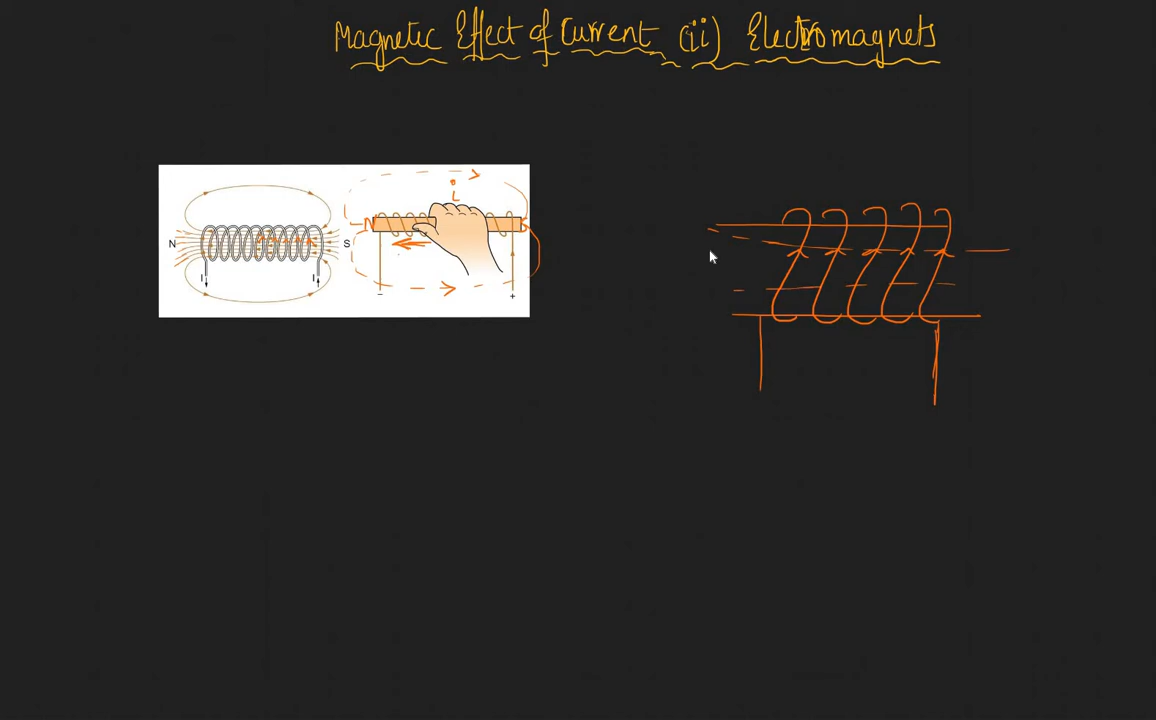 Magnetic Effect of Current (ii) Electromagnets
L
N S N S
I I - +